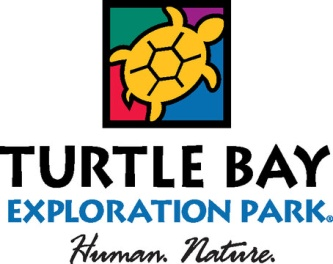 TURTLE BAY
EXPLORATION PARK®
Human. Nature.